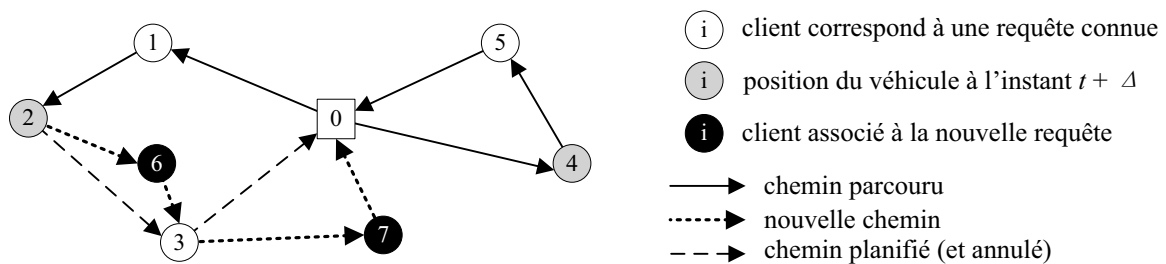 1
5
i client correspond à une requête connue
2
0
i position du véhicule à l'instant t + Δ
6
4
i client associé à la nouvelle requête
chemin parcouru
3
7
nouvelle chemin
chemin planifié (et annulé)